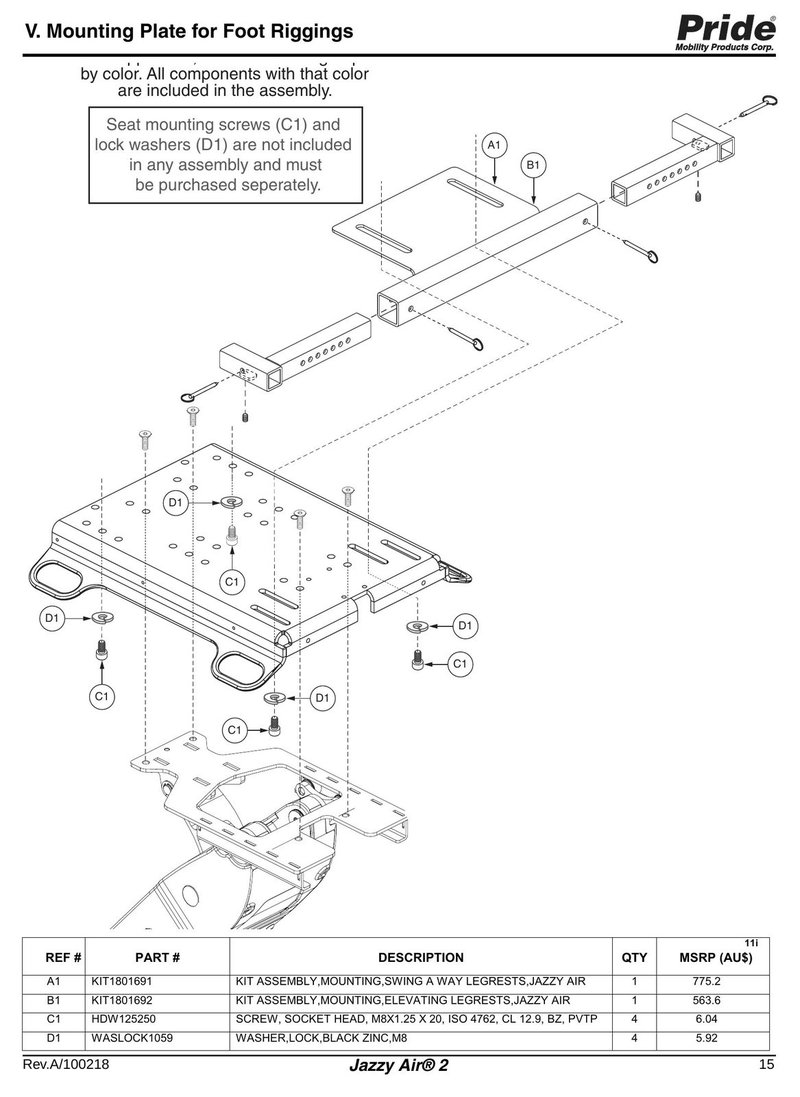 V. Mounting Plate for Foot Riggings
Pride®
Mobility Products Corp.
by color. All components with that color
are included in the assembly.
Seat mounting screws (C1) and
lock washers (D1) are not included
in any assembly and must
be purchased seperately.
A1
B1
D1
C1
D1
D1
C1
C1
D1
C1
11i
REF # PART # DESCRIPTION QTY MSRP (AU$)
A1 KIT1801691 KIT ASSEMBLY,MOUNTING,SWING A WAY LEGRESTS,JAZZY AIR 1 775.2
B1 KIT1801692 KIT ASSEMBLY,MOUNTING,ELEVATING LEGRESTS,JAZZY AIR 1 563.6
C1 HDW125250 SCREW, SOCKET HEAD, M8X1.25 X 20, ISO 4762, CL 12.9, BZ, PVTP 4 6.04
D1 WASLOCK1059 WASHER,LOCK,BLACK ZINC,M8 4 5.92
Rev.A/100218 Jazzy Air® 2 15